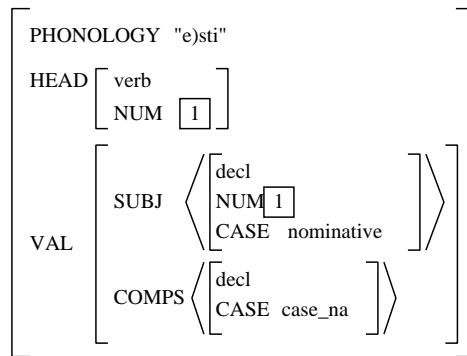 PHONOLOGY "e)sti"
HEAD verb
NUM 1
VAL
SUBJ
decl
NUM 1
CASE nominative
COMPS
decl
CASE case_na